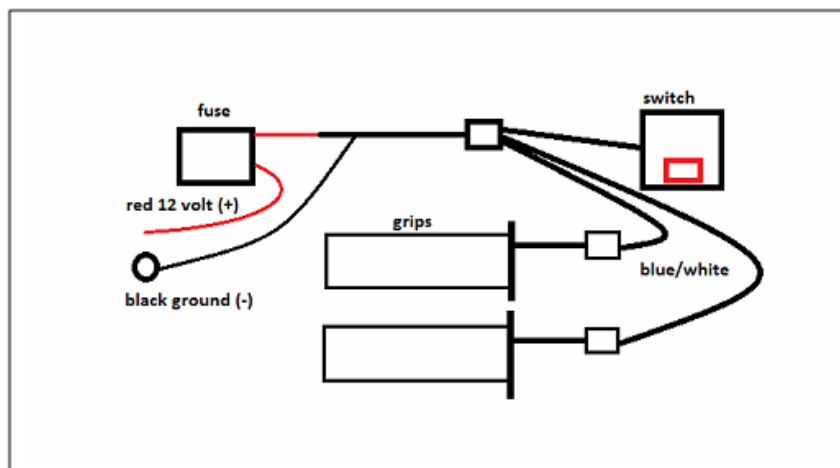 fuse
switch
red 12 volt (+)
grips
blue/white
black ground (-)